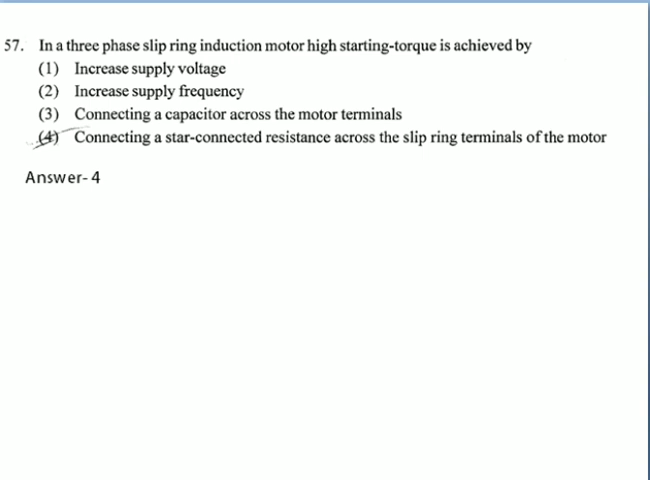 57. In a three phase slip ring induction motor high starting-torque is achieved by
(1) Increase supply voltage
(2) Increase supply frequency
(3) Connecting a capacitor across the motor terminals
(4) Connecting a star-connected resistance across the slip ring terminals of the motor
Answer- 4